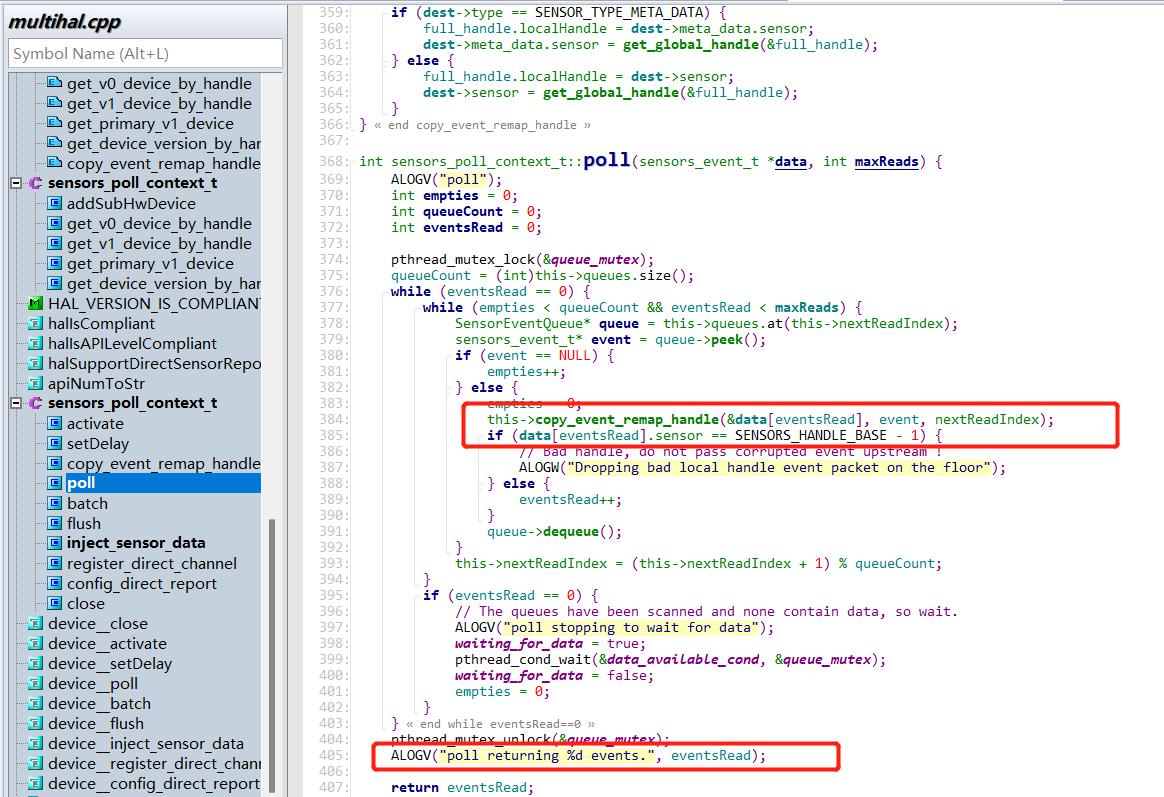 multihal.cpp
Symbol Name (Alt+L)
get_v0_device_by_handle
get_v1_device_by_handle
get_primary_v1_device
get_device_version_by_har
copy_event_remap_handle
sensors_poll_context_t
addSubHwDevice
get_v0_device_by_handle
get_v1_device_by_handle
get_primary_v1_device
get_device_version_by_har
HAL_VERSION_IS_COMPLIANT
halIsCompliant
halIsAPILevelCompliant
halSupportDirectSensorRepo
apiNumToStr
sensors_poll_context_t
activate
setDelay
copy_event_remap_handle
poll
batch
flush
inject_sensor_data
register_direct_channel
config_direct_report
close
device__close
device__activate
device__setDelay
device__poll
device__batch
device__flush
device__inject_sensor_data
device__register_direct_chann
device__config_direct_report
359: if (dest->type == SENSOR_TYPE_META_DATA) {
360: full_handle.localHandle = dest->meta_data.sensor;
361: dest->meta_data.sensor = get_global_handle(&full_handle);
362: } else {
363: full_handle.localHandle = dest->sensor;
364: dest->sensor = get_global_handle(&full_handle);
365: }
366: } « end copy_event_remap_handle »
367:
368: int sensors_poll_context_t::poll(sensors_event_t *data, int maxReads) {
369: ALOGV("poll");
370: int empties = 0;
371: int queueCount = 0;
372: int eventsRead = 0;
373:
374: pthread_mutex_lock(&queue_mutex);
375: queueCount = (int)this->queues.size();
376: while (eventsRead == 0) {
377: while (empties < queueCount && eventsRead < maxReads) {
378: SensorEventQueue* queue = this->queues.at(this->nextReadIndex);
379: sensors_event_t* event = queue->peek();
380: if (event == NULL) {
381: empties++;
382: } else {
383: empties = 0;
384: this->copy_event_remap_handle(&data[eventsRead], event, nextReadIndex);
385: if (data[eventsRead].sensor == SENSORS_HANDLE_BASE - 1) {
386: // Bad handle, do not pass corrupted event upstream !
387: ALOGW("Dropping bad local handle event packet on the floor");
388: } else {
389: eventsRead++;
390: }
391: queue->dequeue();
392: }
393: this->nextReadIndex = (this->nextReadIndex + 1) % queueCount;
394: }
395: if (eventsRead == 0) {
396: // The queues have been scanned and none contain data, so wait.
397: ALOGV("poll stopping to wait for data");
398: waiting_for_data = true;
399: pthread_cond_wait(&data_available_cond, &queue_mutex);
400: waiting_for_data = false;
401: empties = 0;
402: }
403: } « end while eventsRead==0 »
404: pthread_mutex_unlock(&queue_mutex);
405: ALOGV("poll returning %d events.", eventsRead);
406:
407: return eventsRead;